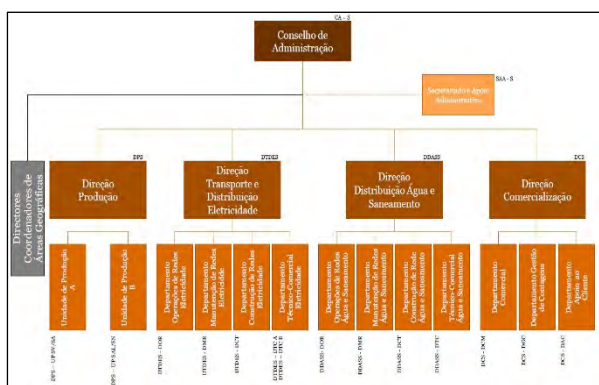 CA - S
Conselho de
Administração
SAA - S
Secretariado e Apoio
Administrativo
Directores
Coordenadores de
Áreas Geográficas
DPS
Direção
Produção
DTDES
Direção
Transporte e
Distribuição
Eletricidade
DDASS
Direção
Distribuição Água e
Saneamento
DCS
Direção
Comercialização
Unidade de Produção
A
Unidade de Produção
B
Departamento
Operações de Redes
Eletricidade
Departamento
Manutenção de Redes
Eletricidade
Departamento
Construção de Redes
Eletricidade
Departamento
Técnico-Comercial
Eletricidade
Departamento
Operações de Redes
Água e Saneamento
Departamento
Manutenção de Redes
Água e Saneamento
Departamento
Construção de Redes
Água e Saneamento
Departamento
Técnico-Comercial
Água e Saneamento
Departamento
Comercial
Departamento Gestão
de Contagens
Departamento
Apoio ao
Cliente
DPS - UP SV/SA
DPS - UP SAL/SN
DTDES - DOR
DTDES - DMR
DTDES - DCT
DTDES - DTC A
DTDES - DTC B
DDASS - DOR
DDASS - DMR
DDASS - DCT
DDASS - DTC
DCS - DCM
DCS - DGC
DCS - DAC